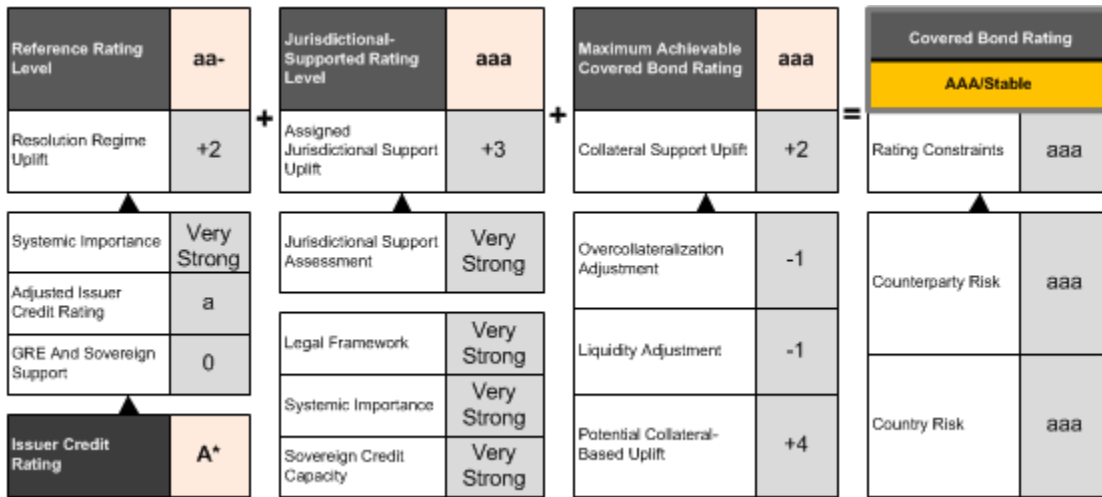 Reference Rating
Level
aa-
Resolution Regime
Uplift
+2
Systemic Importance
Very
Strong
Adjusted Issuer
Credit Rating
a
GRE And Sovereign
Support
0
Issuer Credit
Rating
A*
+
Jurisdictional-
Supported Rating
Level
aaa
Assigned
Jurisdictional Support
Uplift
+3
Jurisdictional Support
Assessment
Very
Strong
Legal Framework
Very
Strong
Systemic Importance
Very
Strong
Sovereign Credit
Capacity
Very
Strong
+
Maximum Achievable
Covered Bond Rating
aaa
Collateral Support Uplift
+2
Overcollateralization
Adjustment
-1
Liquidity Adjustment
-1
Potential Collateral-
Based Uplift
+4
=
Covered Bond Rating
AAA/Stable
Rating Constraints
aaa
Counterparty Risk
aaa
Country Risk
aaa